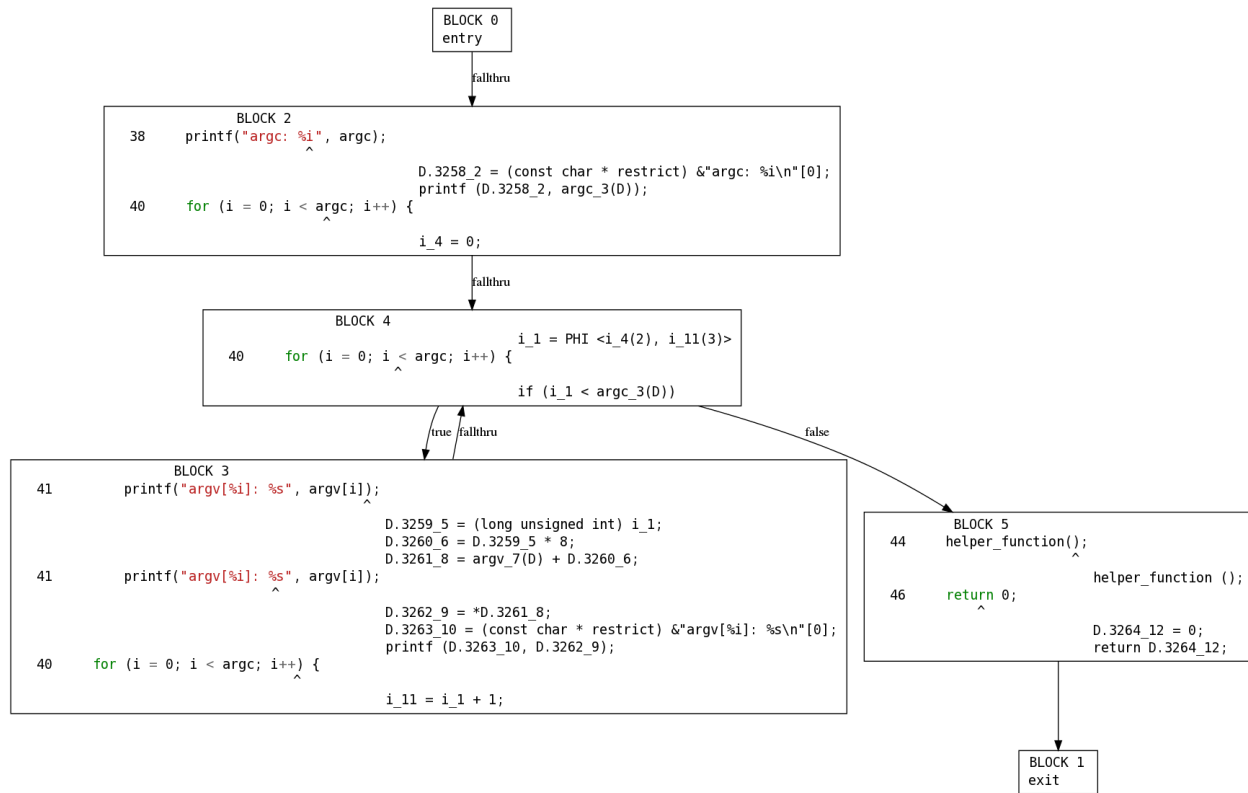 BLOCK 0
entry
fallthru
BLOCK 2
38 printf("argc: %i", argc);
^
D.3258_2 = (const char * restrict) &"argc: %i\n"[0];
printf (D.3258_2, argc_3(D));
40 for (i = 0; i < argc; i++) {
^
i_4 = 0;
fallthru
BLOCK 4
i_1 = PHI <i_4(2), i_11(3)>
40 for (i = 0; i < argc; i++) {
^
if (i_1 < argc_3(D))
true
fallthru
false
BLOCK 3
41 printf("argv[%i]: %s", argv[i]);
^
D.3259_5 = (long unsigned int) i_1;
D.3260_6 = D.3259_5 * 8;
D.3261_8 = argv_7(D) + D.3260_6;
41 printf("argv[%i]: %s", argv[i]);
^
D.3262_9 = *D.3261_8;
D.3263_10 = (const char * restrict) &"argv[%i]: %s\n"[0];
printf (D.3263_10, D.3262_9);
40 for (i = 0; i < argc; i++) {
^
i_11 = i_1 + 1;
BLOCK 5
44 helper_function();
^
helper_function ();
46 return 0;
^
D.3264_12 = 0;
return D.3264_12;
BLOCK 1
exit